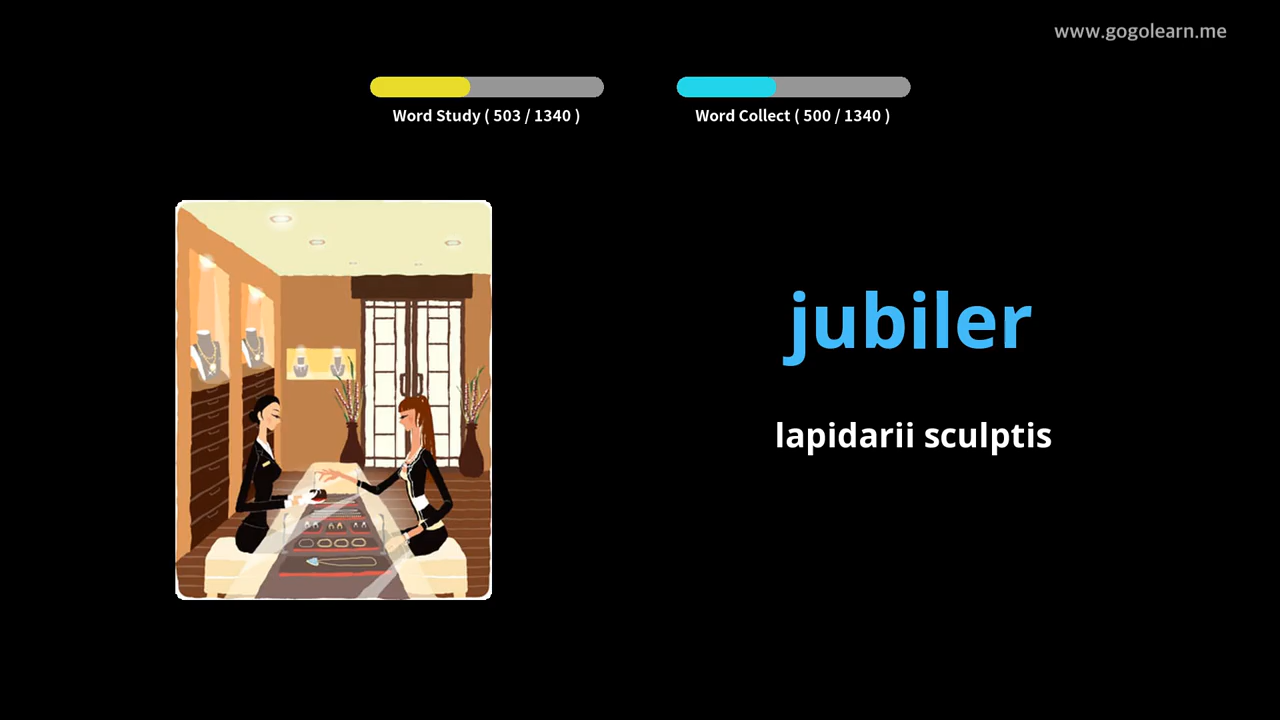 www.gogolearn.me
Word Study ( 503 / 1340 )
Word Collect ( 500 / 1340 )
jubiler
lapidarii sculptis